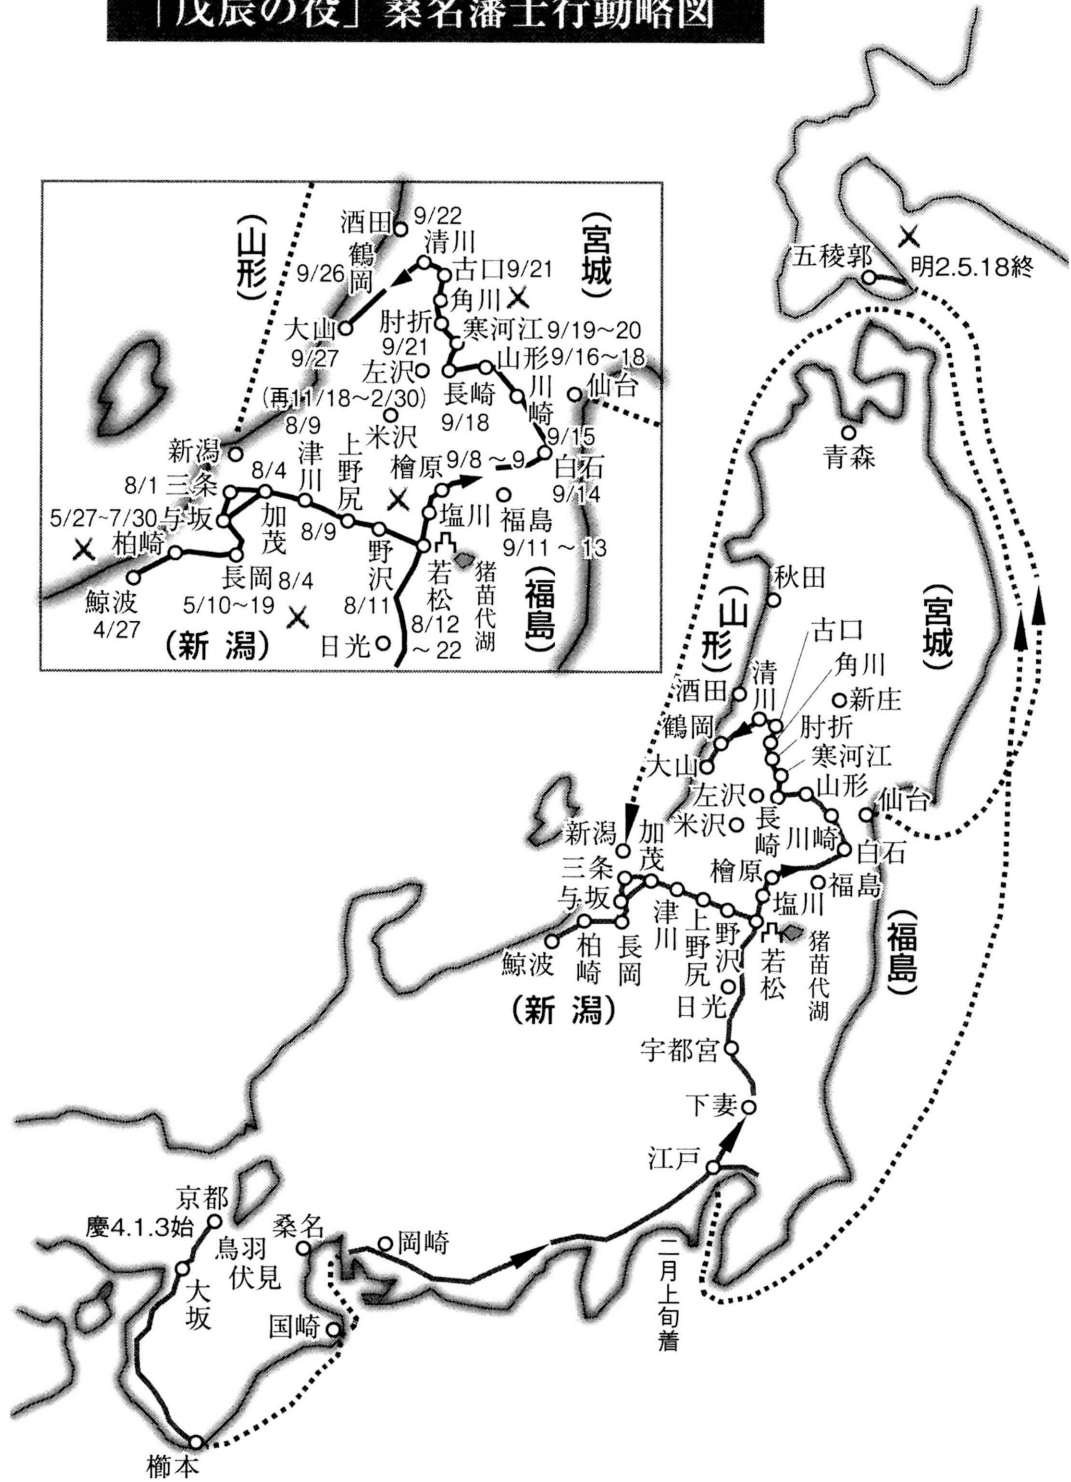 「戊辰の役」桑名藩士行動略図
五稜郭
明2.5.18終
(山形)
(宮城)
酒田
9/22
清川
鶴岡
9/26
古口9/21
角川
大山
9/27
肘折
9/21
寒河江9/19~20
山形9/16~18
左沢
長崎
9/18
川崎
仙台
(再11/18~2/30)
8/9
米沢
9/15
白石
9/14
新潟
8/4
津川
上野尻
檜原
9/8~9
8/1三条
5/27~7/30与坂
加茂
8/9
塩川
福島
9/11~13
柏崎
野沢
8/11
若松
8/12
~22
猪苗代湖
(福島)
鯨波
4/27
長岡8/4
5/10~19
(新潟)
日光
青森
秋田
(山形)
(宮城)
古口
角川
酒田
清川
新庄
鶴岡
肘折
大山
寒河江
山形
左沢
長崎
仙台
米沢
川崎
新潟
加茂
白石
三条
檜原
福島
与坂
塩川
津川
上野尻
野沢
若松
猪苗代湖
(福島)
鯨波
柏崎
長岡
日光
(新潟)
宇都宮
下妻
江戸
京都
慶4.1.3始
鳥羽
伏見
桑名
岡崎
大坂
国崎
二月上旬着
櫛本